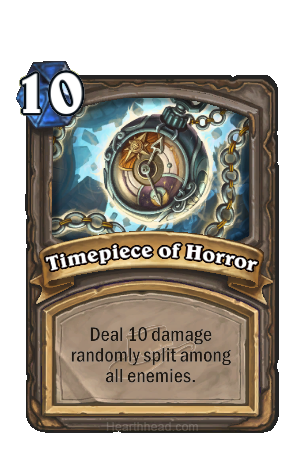 10
Timepiece of Horror
Deal 10 damage
randomly split among
all enemies.
Hearthhead.com